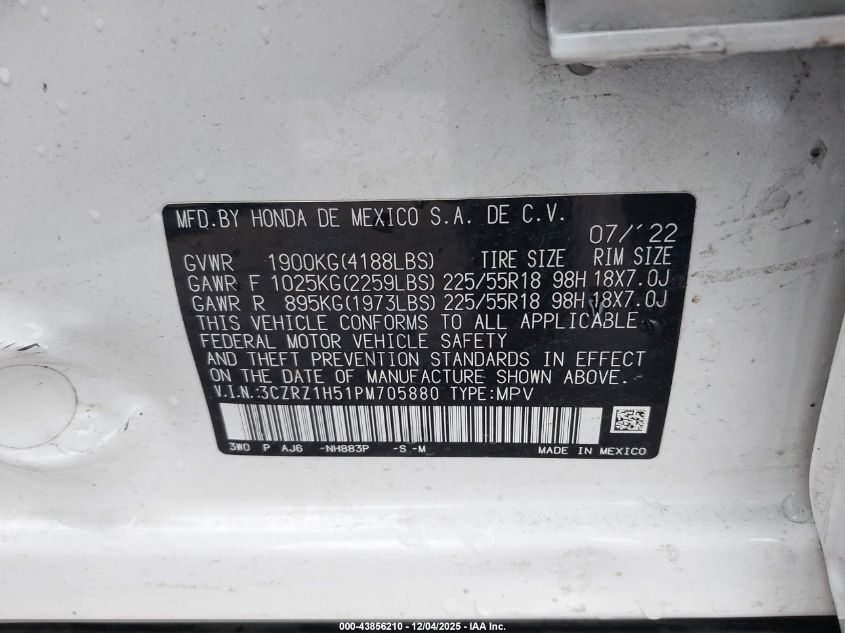 MFD.BY HONDA DE MEXICO S.A. DE C.V.
07/'22
GVWR 1900KG(4188LBS) TIRE SIZE RIM SIZE
GAWR F 1025KG(2259LBS) 225/55R18 98H 18X7.0J
GAWR R 895KG(1973LBS) 225/55R18 98H 18X7.0J
THIS VEHICLE CONFORMS TO ALL APPLICABLE
FEDERAL MOTOR VEHICLE SAFETY
AND THEFT PREVENTION STANDARDS IN EFFECT
ON THE DATE OF MANUFACTURE SHOWN ABOVE.
V.I.N:3CZRZ1H51PM705880 TYPE:MPV
3W0 P AJ6 -NH883P -S -M MADE IN MEXICO
000-43856210 - 12/04/2025 - IAA Inc.